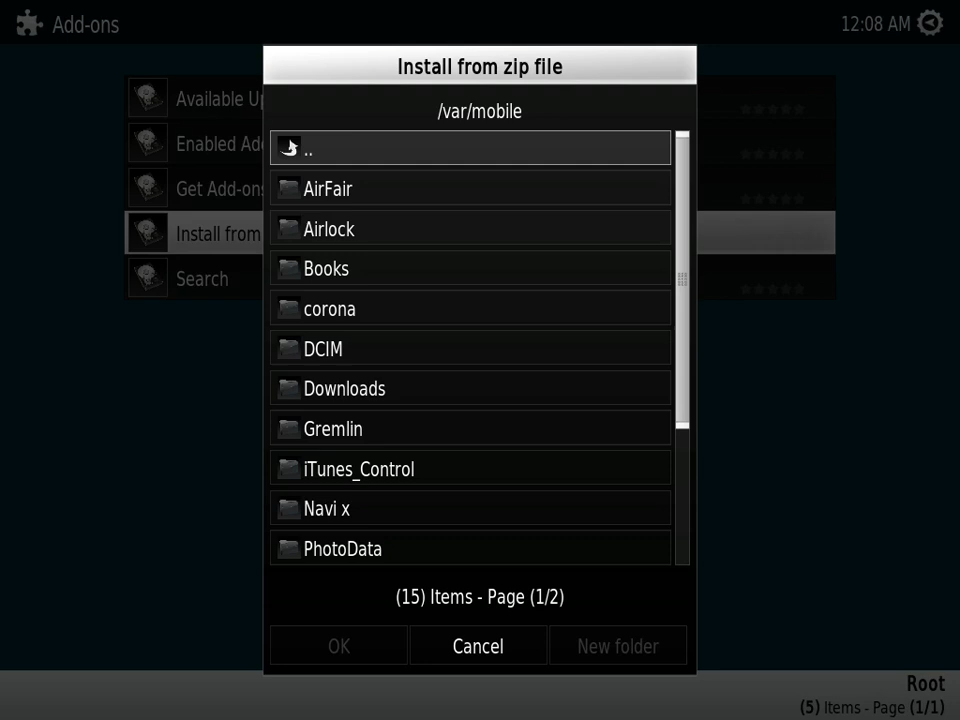 Add-ons
12:08 AM
Install from zip file
/var/mobile
Available Up
Enabled Add
Get Add-ons
Install from
Search
..
AirFair
Airlock
Books
corona
DCIM
Downloads
Gremlin
iTunes_Control
Navi x
PhotoData
(15) Items - Page (1/2)
OK
Cancel
New folder
Root
(5) Items - Page (1/1)